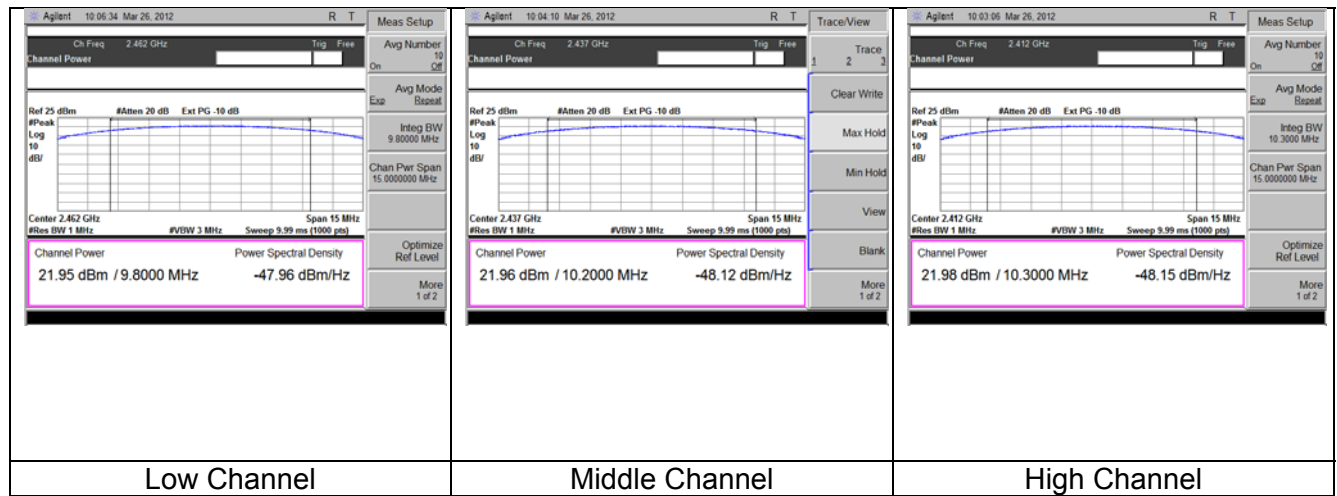 Agilent 10:06:34 Mar 26, 2012 R T
Meas Setup
Ch Freq 2.462 GHz Trig Free
Channel Power
Avg Number
10
On Off
Avg Mode
Exp Repeat
Ref 25 dBm #Atten 20 dB Ext PG -10 dB
#Peak
Log
10
dB/
Integ BW
9.80000 MHz
Chan Pwr Span
15.0000000 MHz
Center 2.462 GHz Span 15 MHz
#Res BW 1 MHz #VBW 3 MHz Sweep 9.99 ms (1000 pts)
Channel Power Power Spectral Density
21.95 dBm / 9.8000 MHz -47.96 dBm/Hz
Optimize
Ref Level
More
1 of 2
Low Channel
Agilent 10:04:10 Mar 26, 2012 R T
Trace/View
Ch Freq 2.437 GHz Trig Free
Channel Power
Trace
1 2 3
Clear Write
Ref 25 dBm #Atten 20 dB Ext PG -10 dB
#Peak
Log
10
dB/
Max Hold
Min Hold
View
Center 2.437 GHz Span 15 MHz
#Res BW 1 MHz #VBW 3 MHz Sweep 9.99 ms (1000 pts)
Channel Power Power Spectral Density
21.96 dBm / 10.2000 MHz -48.12 dBm/Hz
Blank
More
1 of 2
Middle Channel
Agilent 10:03:06 Mar 26, 2012 R T
Meas Setup
Ch Freq 2.412 GHz Trig Free
Channel Power
Avg Number
10
On Off
Avg Mode
Exp Repeat
Ref 25 dBm #Atten 20 dB Ext PG -10 dB
#Peak
Log
10
dB/
Integ BW
10.3000 MHz
Chan Pwr Span
15.0000000 MHz
Center 2.412 GHz Span 15 MHz
#Res BW 1 MHz #VBW 3 MHz Sweep 9.99 ms (1000 pts)
Channel Power Power Spectral Density
21.98 dBm / 10.3000 MHz -48.15 dBm/Hz
Optimize
Ref Level
More
1 of 2
High Channel